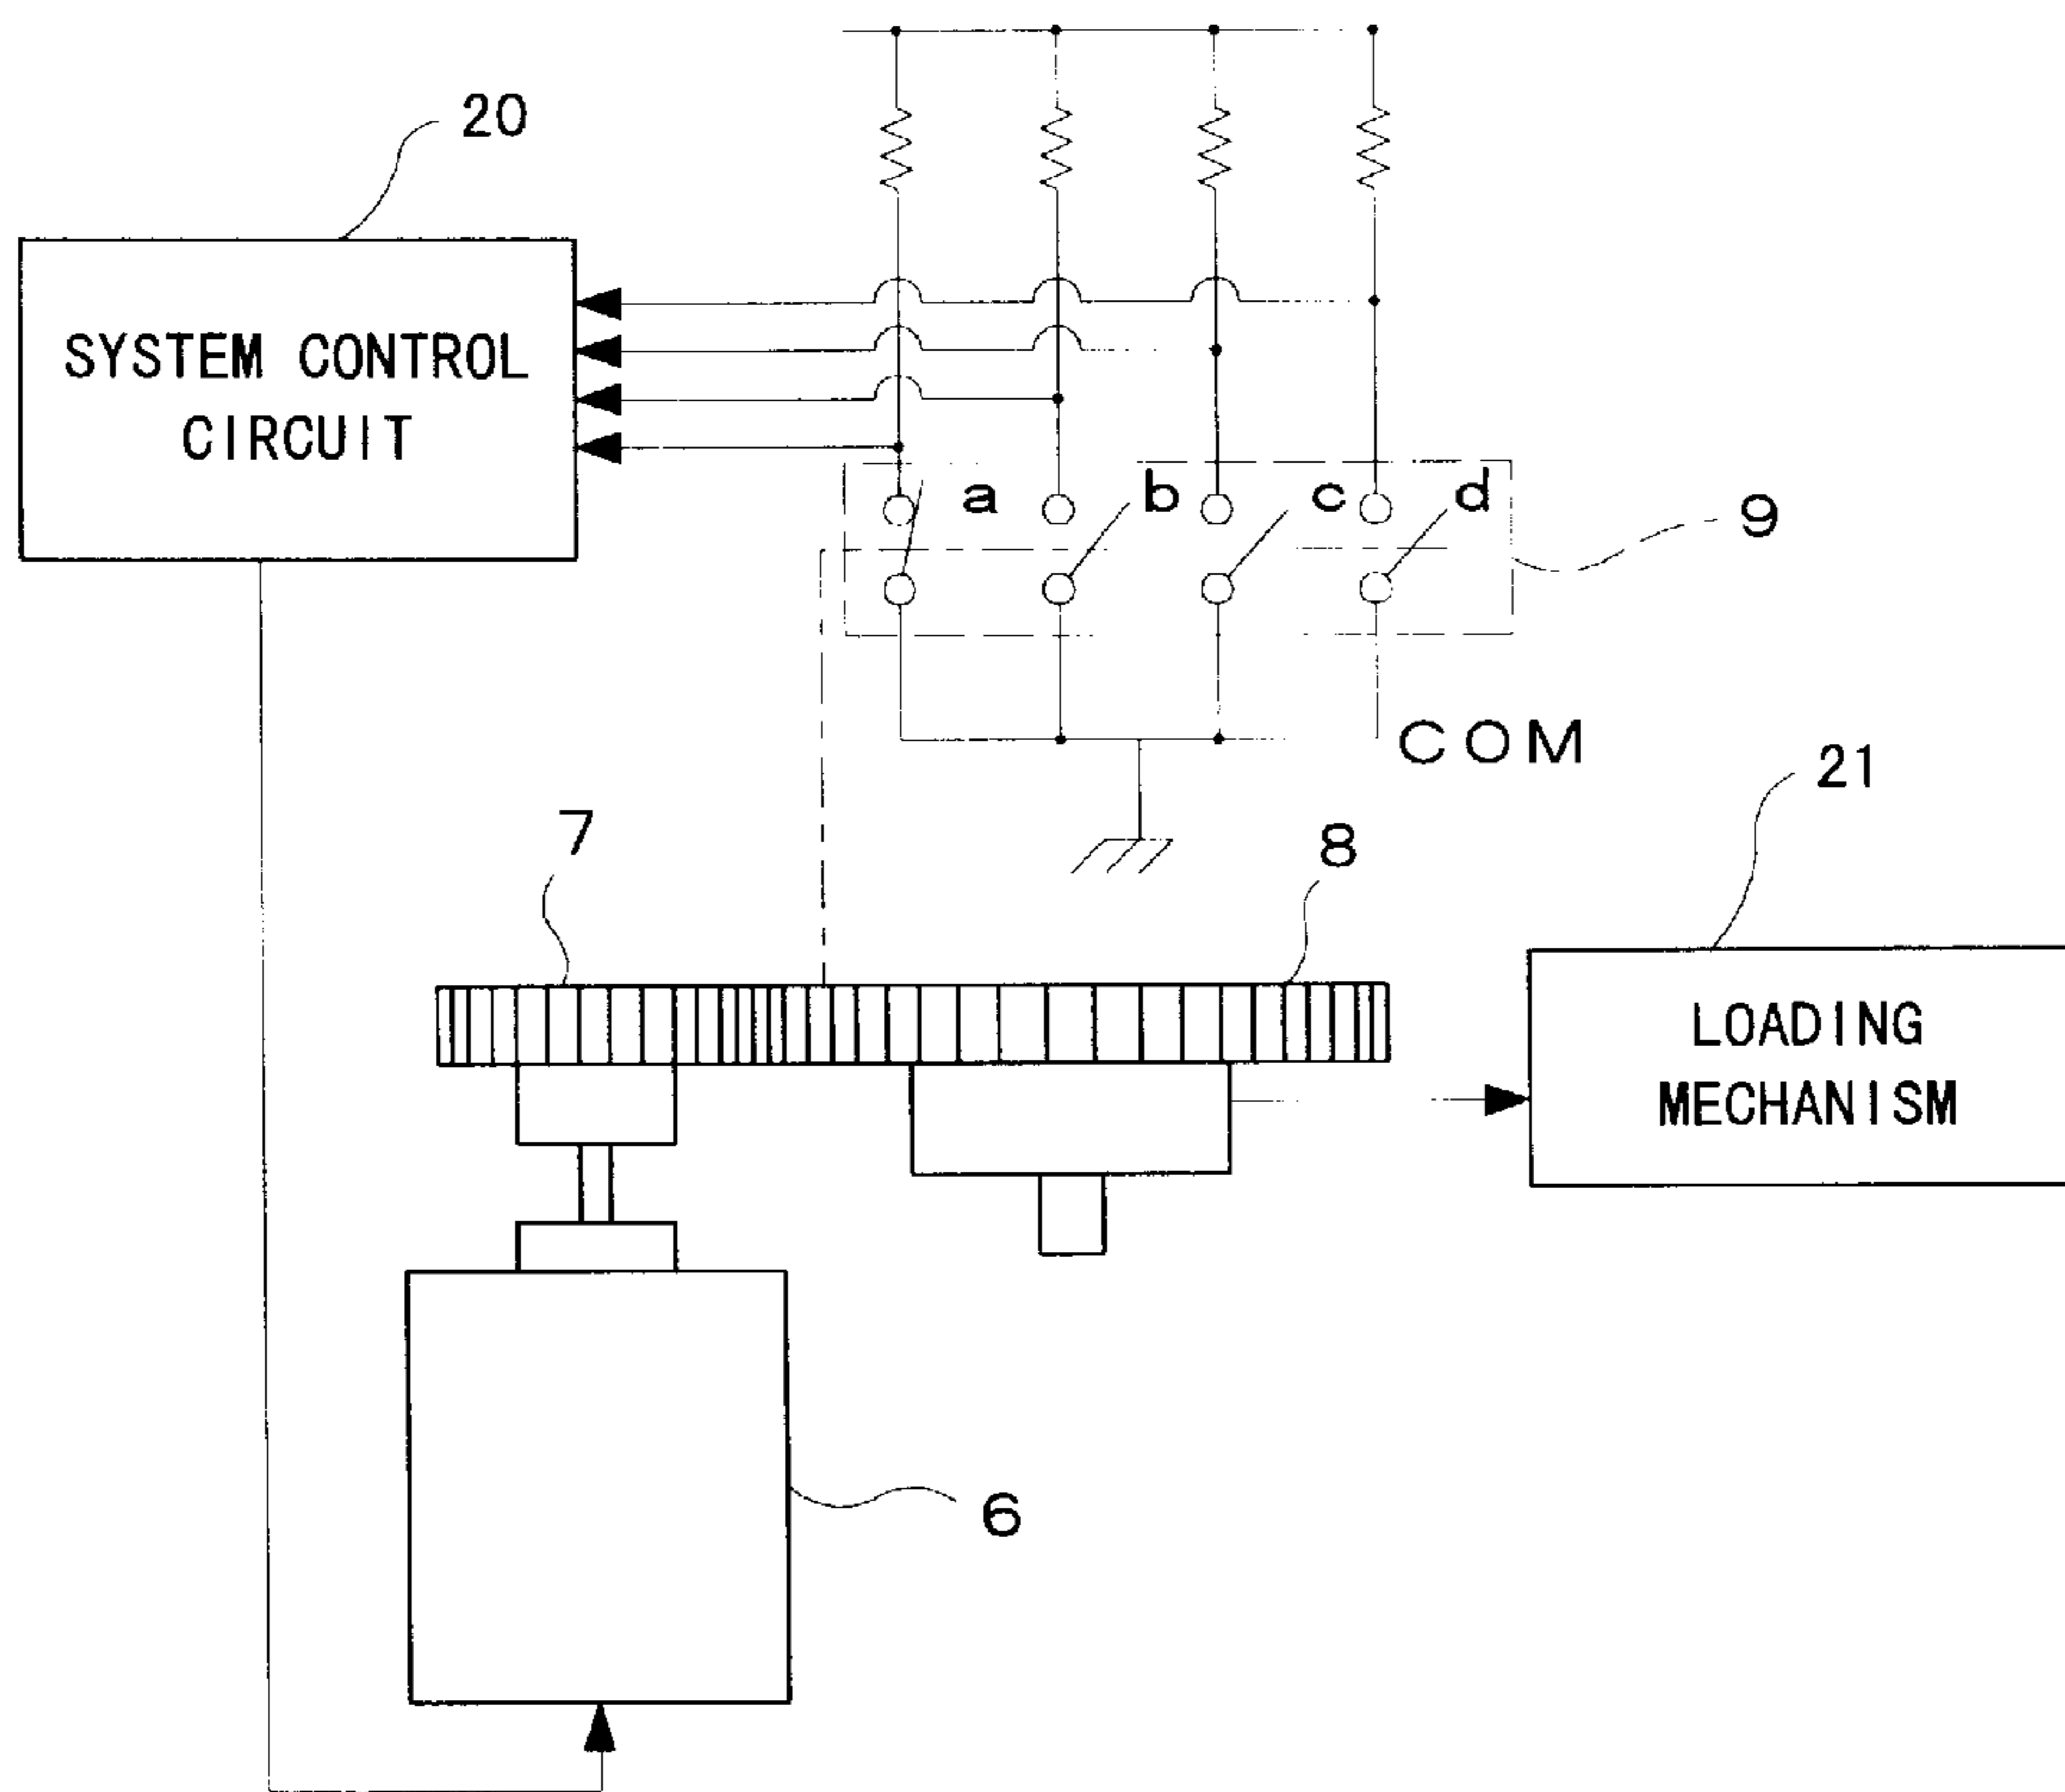 20
SYSTEM CONTROL
CIRCUIT
a b c d
9
COM
21
7
8
LOADING
MECHANISM
6